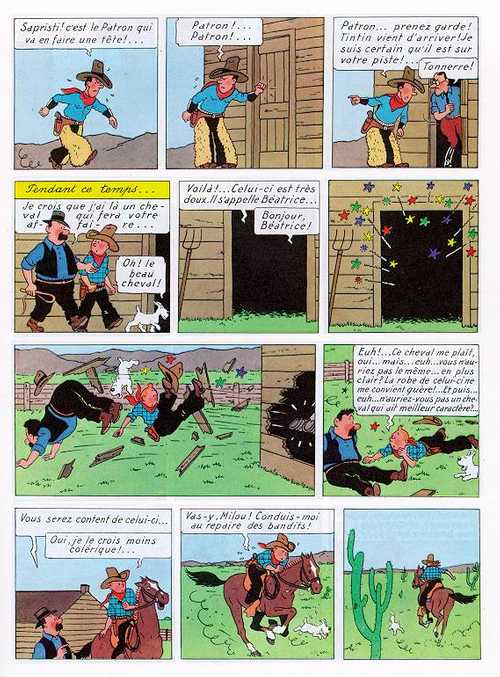 Sapristi! c'est le Patron qui
va en faire une tête!...
Patron!...
Patron!...
Patron... prenez garde!
Tintin vient d'arriver! Je
suis certain qu'il est sur
votre piste!...
Tonnerre!
Pendant ce temps...
Je crois que j'ai là un che-
val qui fera votre
af- fai- re...
Oh! le
beau
cheval!
Voilà!... Celui-ci est très
doux. Il s'appelle Béatrice...
Bonjour,
Béatrice!
Euh!... Ce cheval me plaît,
oui... mais... euh... vous n'au-
riez pas le même... en plus
clair? La robe de celui-ci ne
me convient guère!... Et puis...
euh... n'auriez-vous pas un che-
val qui ait meilleur caractère?...
Vous serez content de celui-ci...
Oui, je le crois moins
colérique!...
Vas-y, Milou! Conduis-moi
au repaire des bandits!